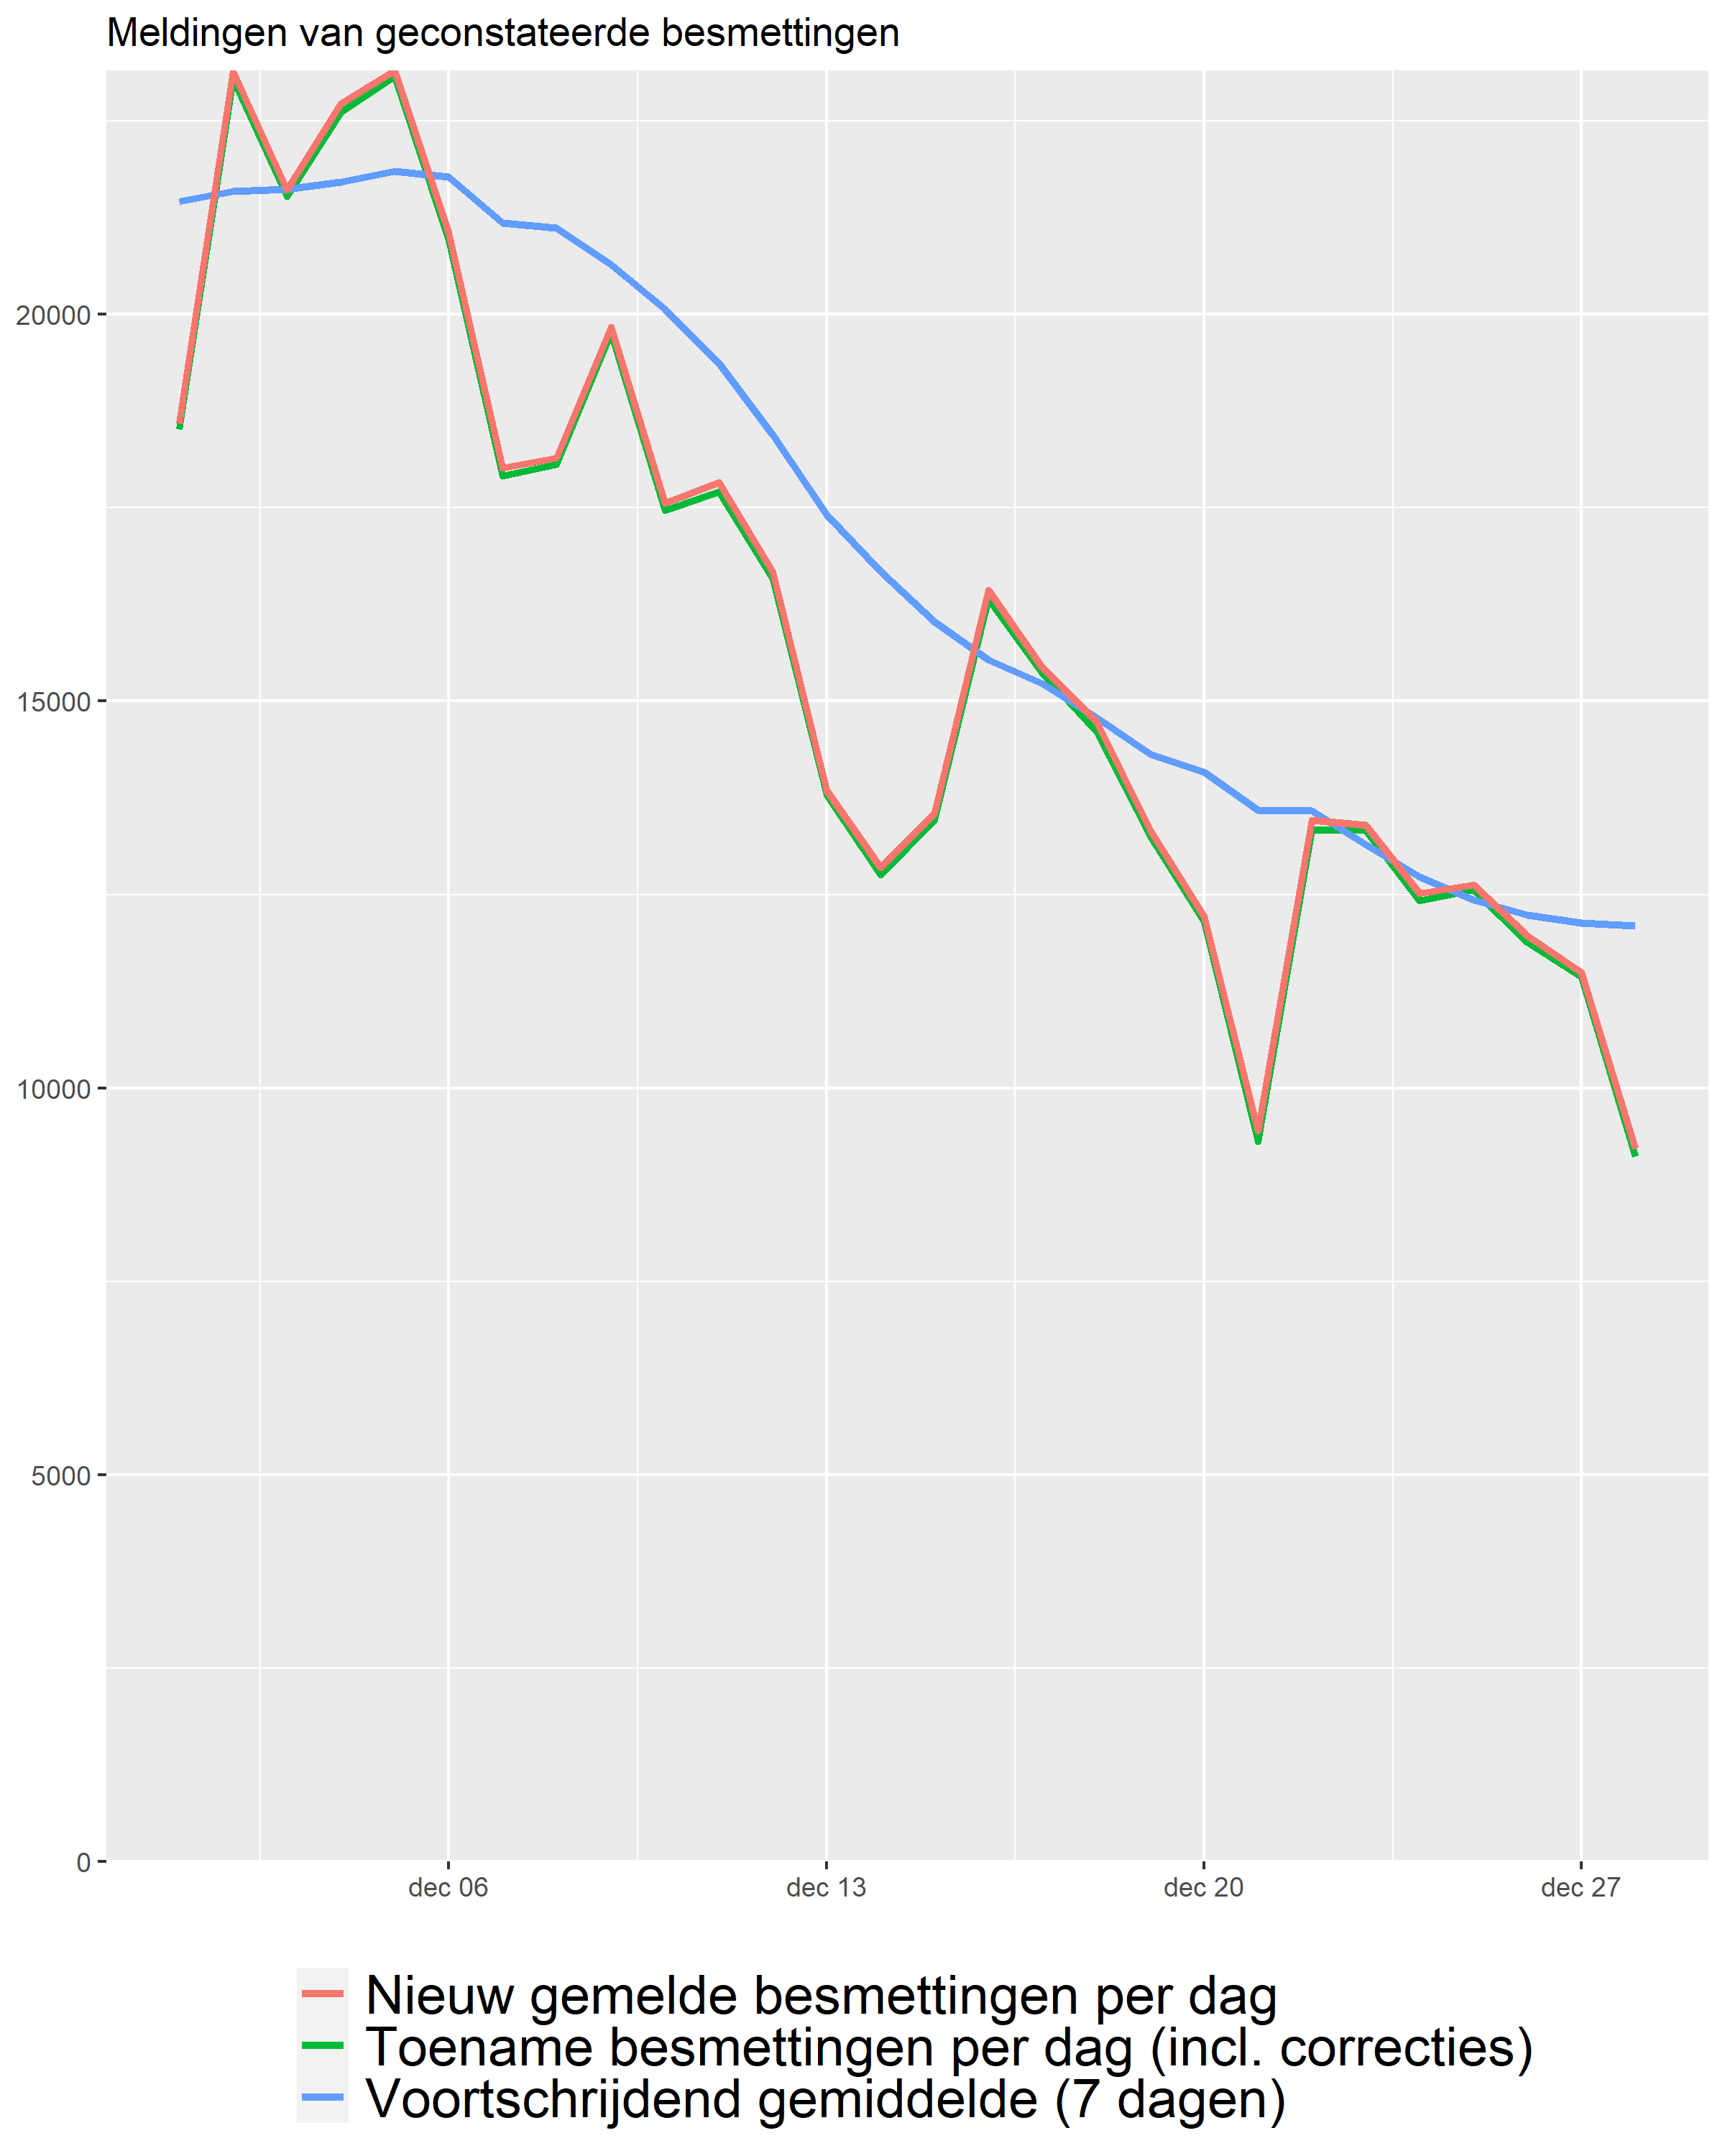 Meldingen van geconstateerde besmettingen
20000
15000
10000
5000
0
dec 06 dec 13 dec 20 dec 27
Nieuw gemelde besmettingen per dag
Toename besmettingen per dag (incl. correcties)
Voortschrijdend gemiddelde (7 dagen)